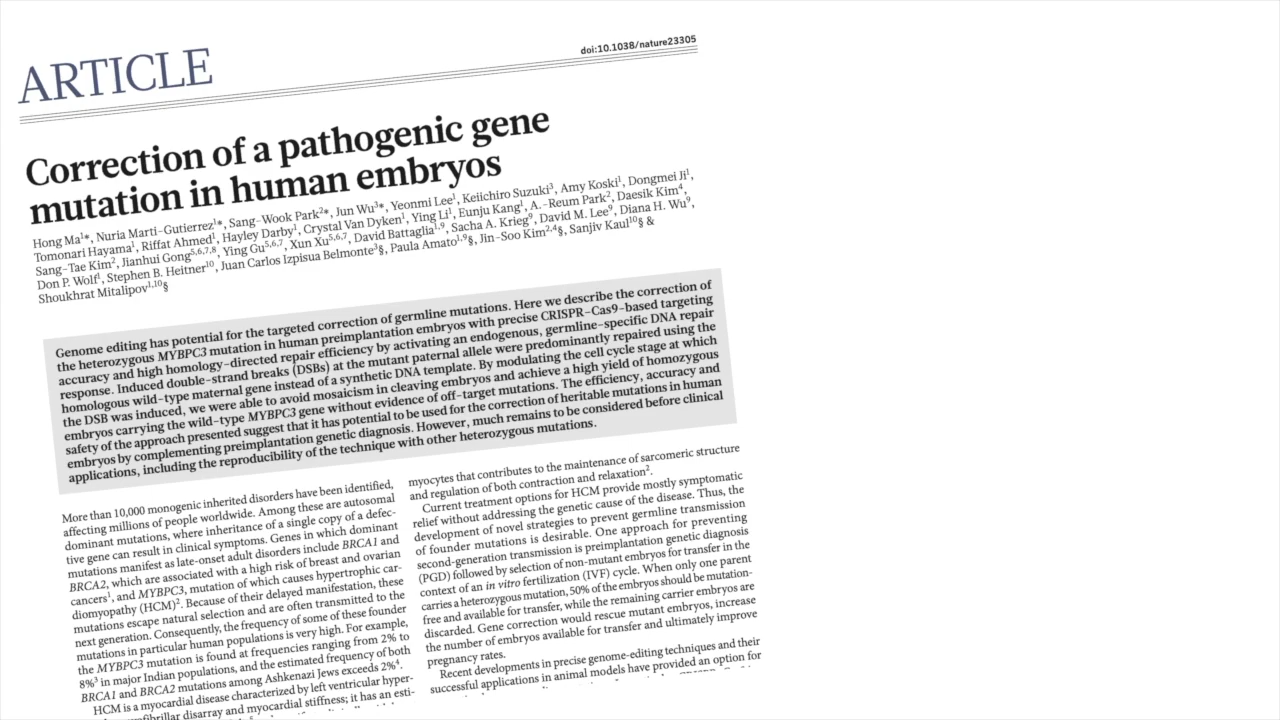 ARTICLE
doi:10.1038/nature23305
Correction of a pathogenic gene
mutation in human embryos
Hong Ma1*, Nuria Marti-Gutierrez1*, Sang-Wook Park2*, Jun Wu3*, Yeonmi Lee1, Keiichiro Suzuki3, Amy Koski1, Dongmei Ji1,
Tomonari Hayama1, Riffat Ahmed1, Hayley Darby1, Crystal Van Dyken1, Ying Li1, Eunju Kang1, A.-Reum Park2, Daesik Kim4,
Sang-Tae Kim2, Jianhui Gong5,6,7,8, Ying Gu5,6,7, Xun Xu5,6,7, David Battaglia1,9, Sacha A. Krieg9, David M. Lee9, Diana H. Wu9,
Don P. Wolf1, Stephen B. Heitner10, Juan Carlos Izpisua Belmonte3§, Paula Amato1,9§, Jin-Soo Kim2,4§, Sanjiv Kaul10§ &
Shoukhrat Mitalipov1,10§
Genome editing has potential for the targeted correction of germline mutations. Here we describe the correction of
the heterozygous MYBPC3 mutation in human preimplantation embryos with precise CRISPR–Cas9-based targeting
accuracy and high homology-directed repair efficiency by activating an endogenous, germline-specific DNA repair
response. Induced double-strand breaks (DSBs) at the mutant paternal allele were predominantly repaired using the
homologous wild-type maternal gene instead of a synthetic DNA template. By modulating the cell cycle stage at which
the DSB was induced, we were able to avoid mosaicism in cleaving embryos and achieve a high yield of homozygous
embryos carrying the wild-type MYBPC3 gene without evidence of off-target mutations. The efficiency, accuracy and
safety of the approach presented suggest that it has potential to be used for the correction of heritable mutations in human
embryos by complementing preimplantation genetic diagnosis. However, much remains to be considered before clinical
applications, including the reproducibility of the technique with other heterozygous mutations.
More than 10,000 monogenic inherited disorders have been identified,
affecting millions of people worldwide. Among these are autosomal
dominant mutations, where inheritance of a single copy of a defec-
tive gene can result in clinical symptoms. Genes in which dominant
mutations manifest as late-onset adult disorders include BRCA1 and
BRCA2, which are associated with a high risk of breast and ovarian
cancers1, and MYBPC3, mutation of which causes hypertrophic car-
diomyopathy (HCM)2. Because of their delayed manifestation, these
mutations escape natural selection and are often transmitted to the
next generation. Consequently, the frequency of some of these founder
mutations in particular human populations is very high. For example,
the MYBPC3 mutation is found at frequencies ranging from 2% to
8%3 in major Indian populations, and the estimated frequency of both
BRCA1 and BRCA2 mutations among Ashkenazi Jews exceeds 2%4.
HCM is a myocardial disease characterized by left ventricular hyper-
disarray and myocardial stiffness; it has an esti-
myocytes that contributes to the maintenance of sarcomeric structure
and regulation of both contraction and relaxation2.
Current treatment options for HCM provide mostly symptomatic
relief without addressing the genetic cause of the disease. Thus, the
development of novel strategies to prevent germline transmission
of founder mutations is desirable. One approach for preventing
second-generation transmission is preimplantation genetic diagnosis
(PGD) followed by selection of non-mutant embryos for transfer in the
context of an in vitro fertilization (IVF) cycle. When only one parent
carries a heterozygous mutation, 50% of the embryos should be mutation-
free and available for transfer, while the remaining carrier embryos are
discarded. Gene correction would rescue mutant embryos, increase
the number of embryos available for transfer and ultimately improve
pregnancy rates.
Recent developments in precise genome-editing techniques and their
successful applications in animal models have provided an option for